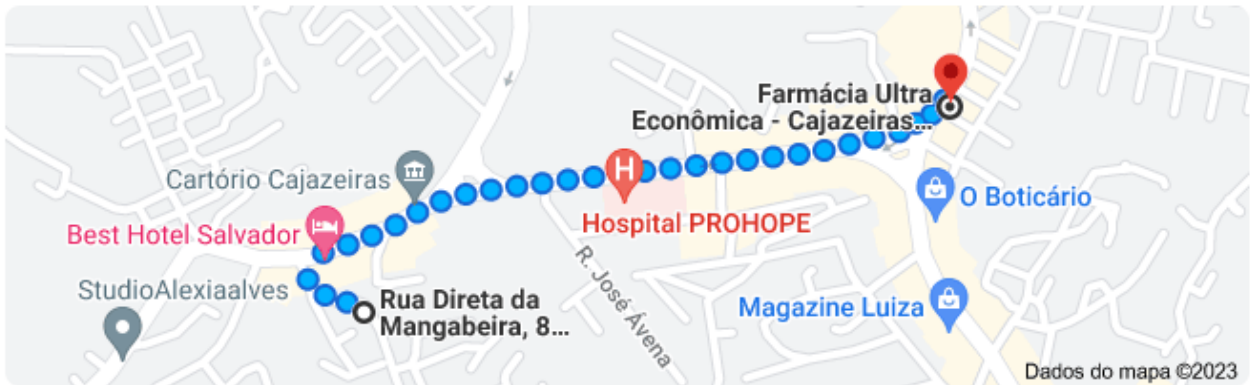 Farmácia Ultra
Econômica - Cajazeiras…
Cartório Cajazeiras
H
O Boticário
Hospital PROHOPE
Best Hotel Salvador
StudioAlexiaalves
Rua Direta da
Mangabeira, 8…
R. José Ávena
Magazine Luiza
Dados do mapa ©2023